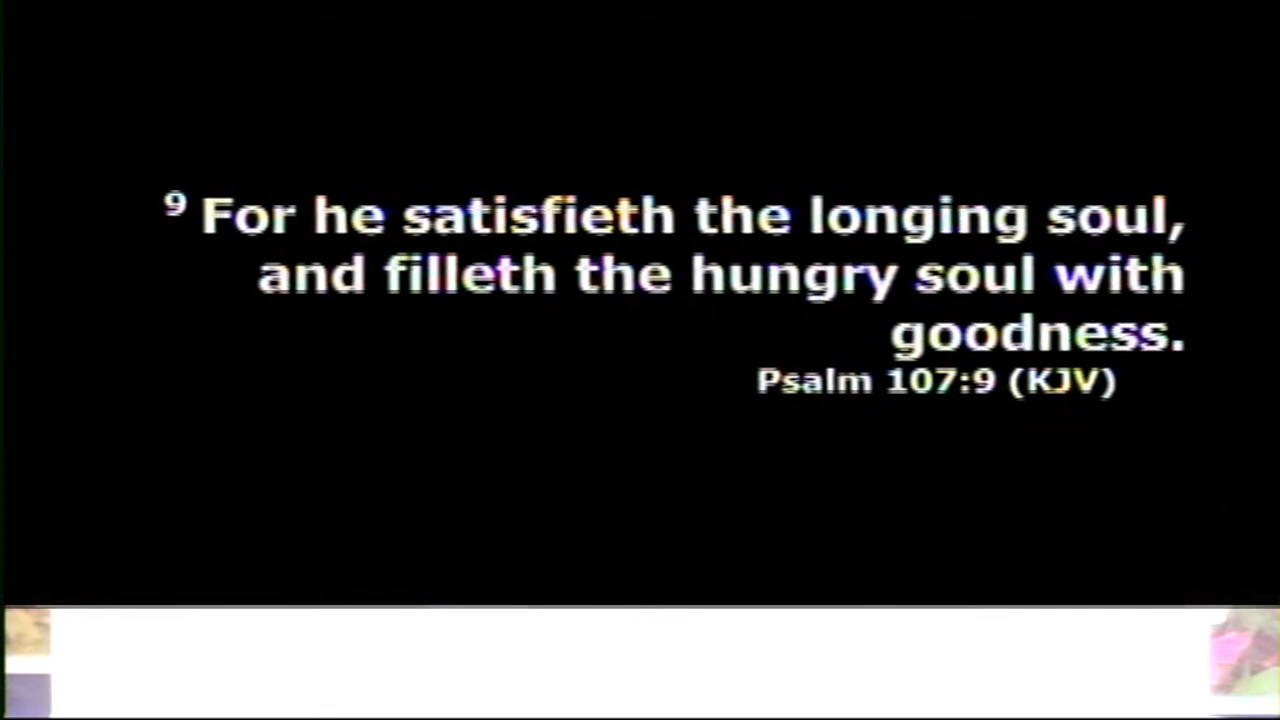 ⁹ For he satisfieth the longing soul,
and filleth the hungry soul with
goodness.
Psalm 107:9 (KJV)